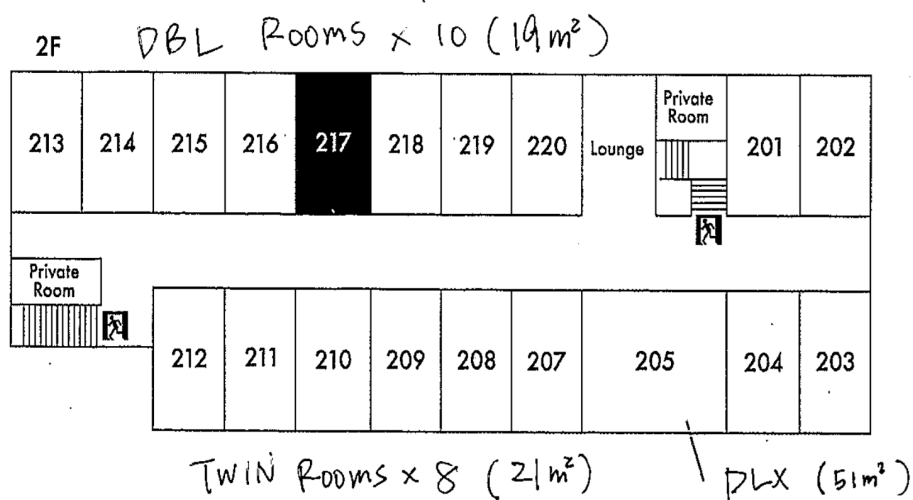 2F DBL Rooms x 10 (19m²)
213 214 215 216 217 218 219 220 Lounge Private Room 201 202
Private Room
212 211 210 209 208 207 205 204 203
TWIN Rooms x 8 (21m²) DLX (51m²)